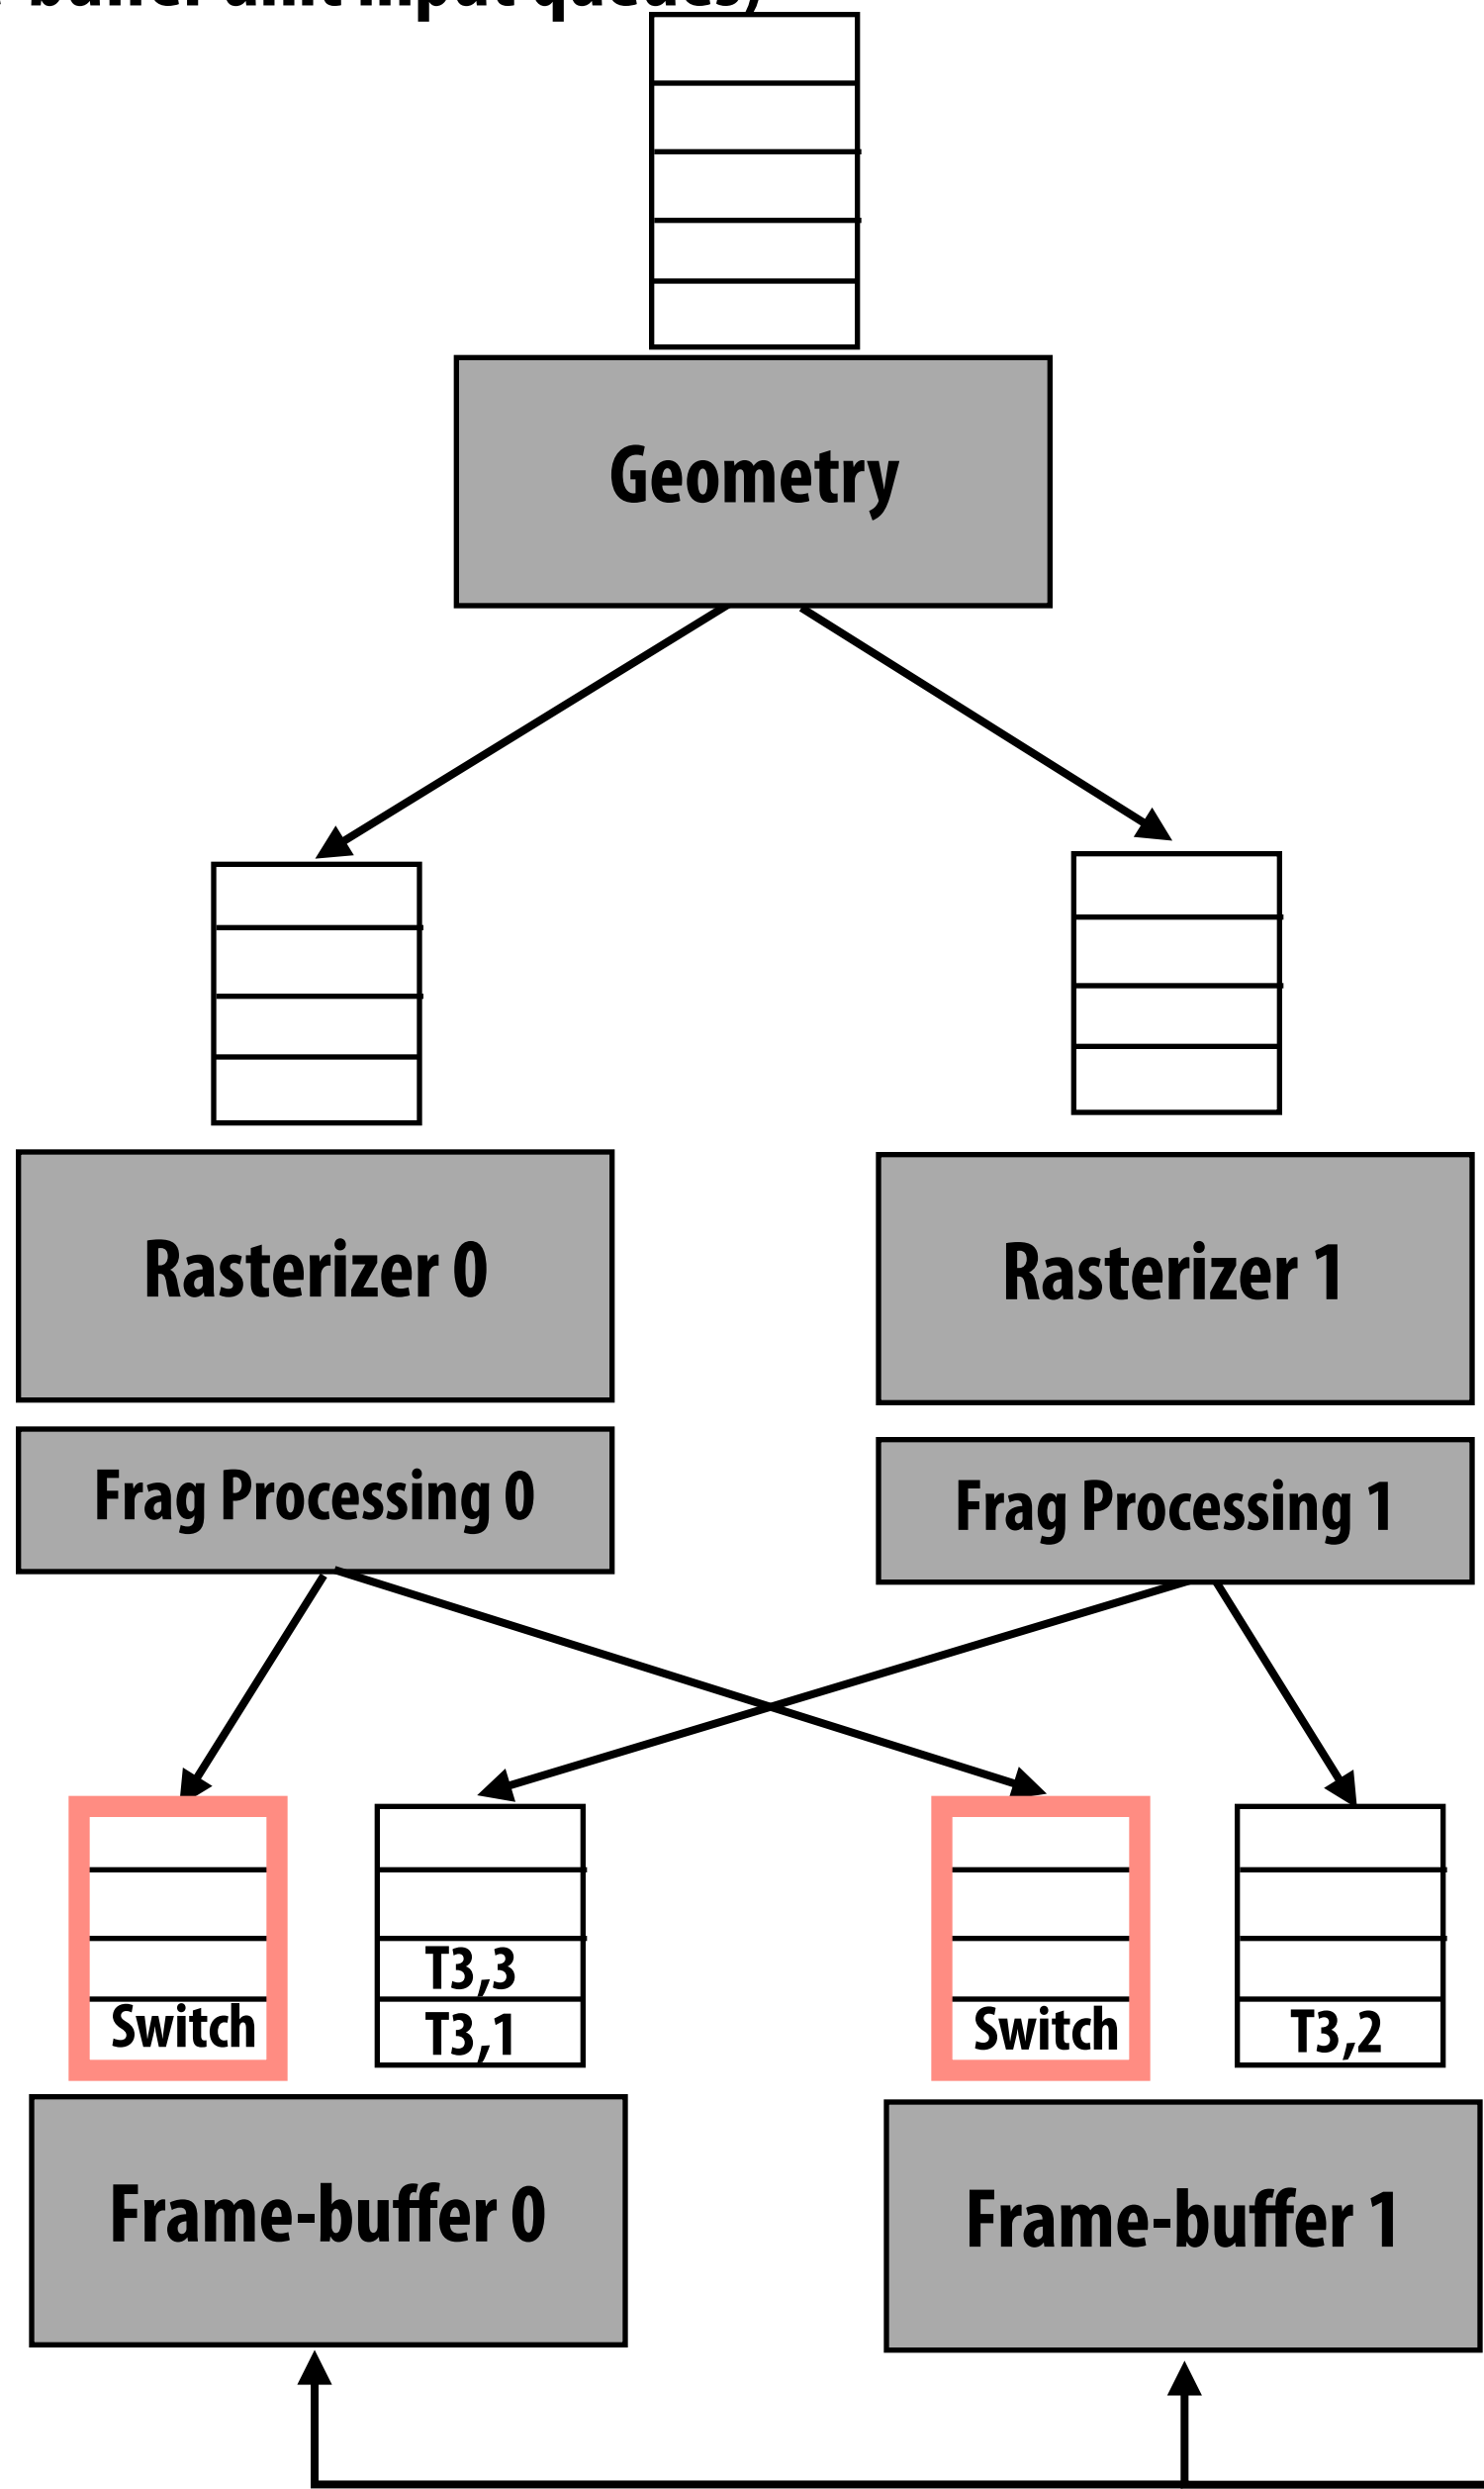 Geometry
Rasterizer 0
Rasterizer 1
Frag Processing 0
Frag Processing 1
T3,3
Switch
T3,1
Switch
T3,2
Frame-buffer 0
Frame-buffer 1